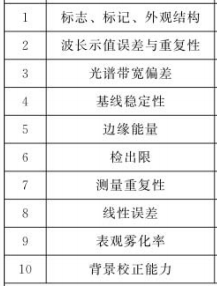 1 标志、标记、外观结构
2 波长示值误差与重复性
3 光谱带宽偏差
4 基线稳定性
5 边缘能量
6 检出限
7 测量重复性
8 线性误差
9 表观雾化率
10 背景校正能力